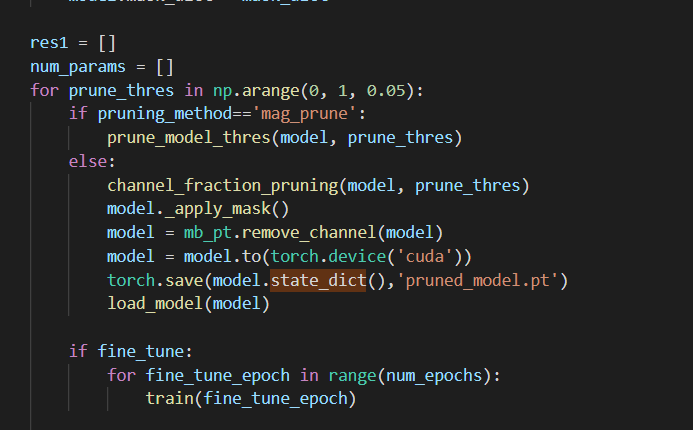 res1 = []
num_params = []
for prune_thres in np.arange(0, 1, 0.05):
    if pruning_method=='mag_prune':
        prune_model_thres(model, prune_thres)
    else:
        channel_fraction_pruning(model, prune_thres)
        model._apply_mask()
        model = mb_pt.remove_channel(model)
        model = model.to(torch.device('cuda'))
        torch.save(model.state_dict(),'pruned_model.pt')
        load_model(model)
    if fine_tune:
        for fine_tune_epoch in range(num_epochs):
            train(fine_tune_epoch)